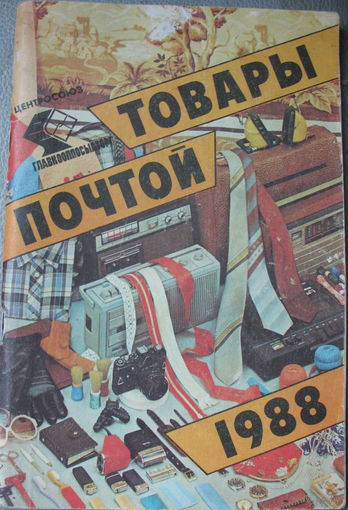 ЦЕНТРОСОЮЗ
ГЛАВКООППОСЫЛТОРГ
ТОВАРЫ
ПОЧТОЙ
1988